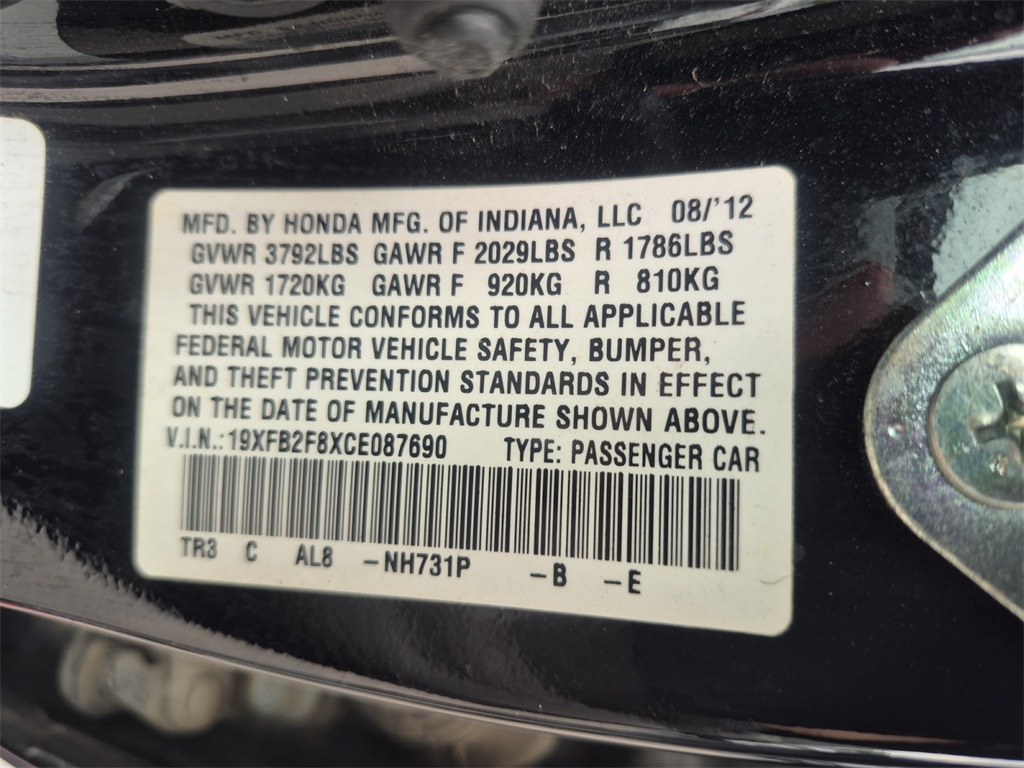 MFD. BY HONDA MFG. OF INDIANA, LLC 08/'12
GVWR 3792LBS GAWR F 2029LBS R 1786LBS
GVWR 1720KG GAWR F 920KG R 810KG
THIS VEHICLE CONFORMS TO ALL APPLICABLE
FEDERAL MOTOR VEHICLE SAFETY, BUMPER,
AND THEFT PREVENTION STANDARDS IN EFFECT
ON THE DATE OF MANUFACTURE SHOWN ABOVE.
V.I.N.:19XFB2F8XCE087690 TYPE: PASSENGER CAR
TR3 C AL8 -NH731P -B -E